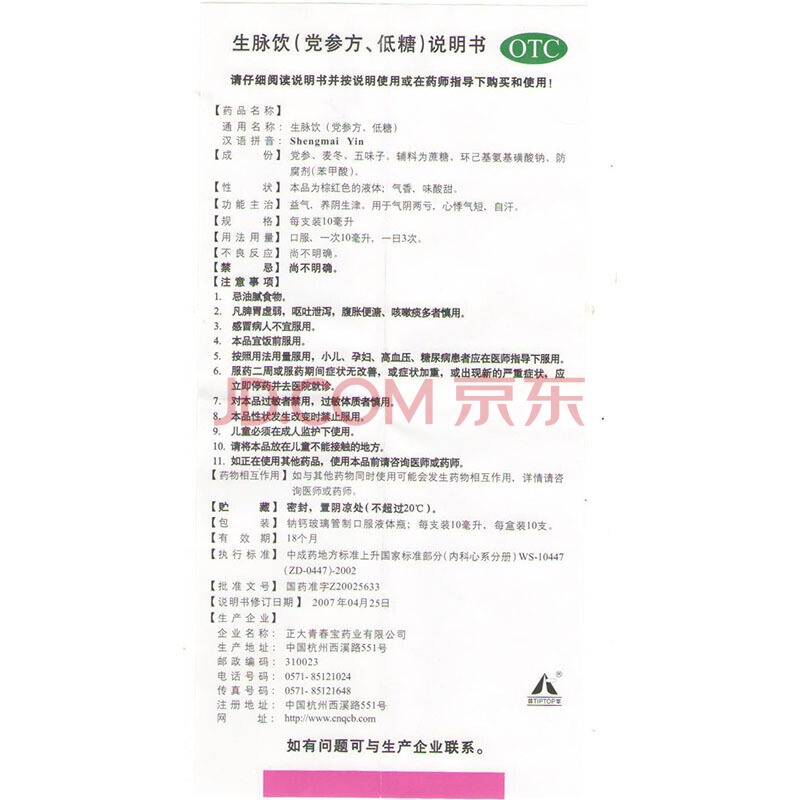 生脉饮(党参方、低糖)说明书 OTC
请仔细阅读说明书并按说明使用或在药师指导下购买和使用!
【药品名称】
通用名称: 生脉饮(党参方、低糖)
汉语拼音: Shengmai Yin
【成 份】 党参、麦冬、五味子。辅料为蔗糖、环己基氨基磺酸钠、防
腐剂(苯甲酸)。
【性 状】 本品为棕红色的液体; 气香, 味酸甜。
【功能主治】 益气, 养阴生津。用于气阴两亏, 心悸气短, 自汗。
【规 格】 每支装10毫升
【用法用量】 口服、一次10毫升, 一日3次。
【不良反应】 尚不明确。
【禁 忌】 尚不明确。
【注意事项】
1. 忌油腻食物。
2. 凡脾胃虚弱, 呕吐泄泻, 腹胀便溏、咳嗽痰多者慎用。
3. 感冒病人不宜服用。
4. 本品宜饭前服用。
5. 按照用法用量服用, 小儿、孕妇、高血压、糖尿病患者应在医师指导下服用。
6. 服药二周或服药期间症状无改善, 或症状加重, 或出现新的严重症状, 应
立即停药并去医院就诊。
7. 对本品过敏者禁用, 过敏体质者慎用。
JD.COM 京东
8. 本品性状发生改变时禁止服用。
9. 儿童必须在成人监护下使用。
10. 请将本品放在儿童不能接触的地方。
11. 如正在使用其他药品, 使用本品前请咨询医师或药师。
【药物相互作用】 如与其他药物同时使用可能会发生药物相互作用, 详情请咨
询医师或药师。
【贮 藏】 密封, 置阴凉处(不超过20℃)。
【包 装】 钠钙玻璃管制口服液体瓶; 每支装10毫升, 每盒装10支。
【有 效 期】 18个月
【执行标准】 中成药地方标准上升国家标准部分(内科心系分册)WS-10447
(ZD-0447)-2002
【批准文号】 国药准字Z20025633
【说明书修订日期】 2007年04月25日
【生产企业】
企业名称: 正大青春宝药业有限公司
生产地址: 中国杭州西溪路551号
邮政编码: 310023
电话号码: 0571- 85121024
传真号码: 0571- 85121648
注册地址: 中国杭州西溪路551号
网 址: http://www.cnqcb.com
®
TIPTOP
如有问题可与生产企业联系。